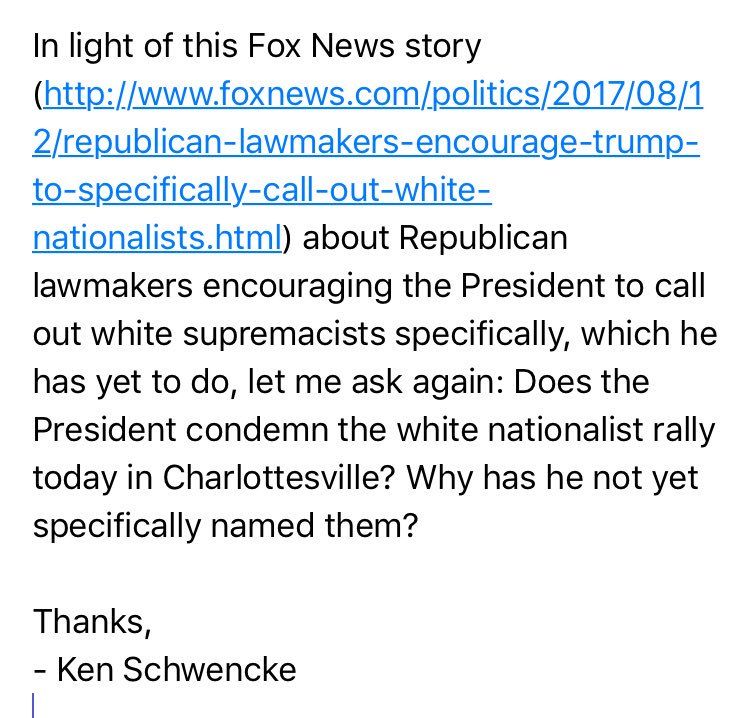 In light of this Fox News story
(http://www.foxnews.com/politics/2017/08/1
2/republican-lawmakers-encourage-trump-
to-specifically-call-out-white-
nationalists.html) about Republican
lawmakers encouraging the President to call
out white supremacists specifically, which he
has yet to do, let me ask again: Does the
President condemn the white nationalist rally
today in Charlottesville? Why has he not yet
specifically named them?

Thanks,
- Ken Schwencke